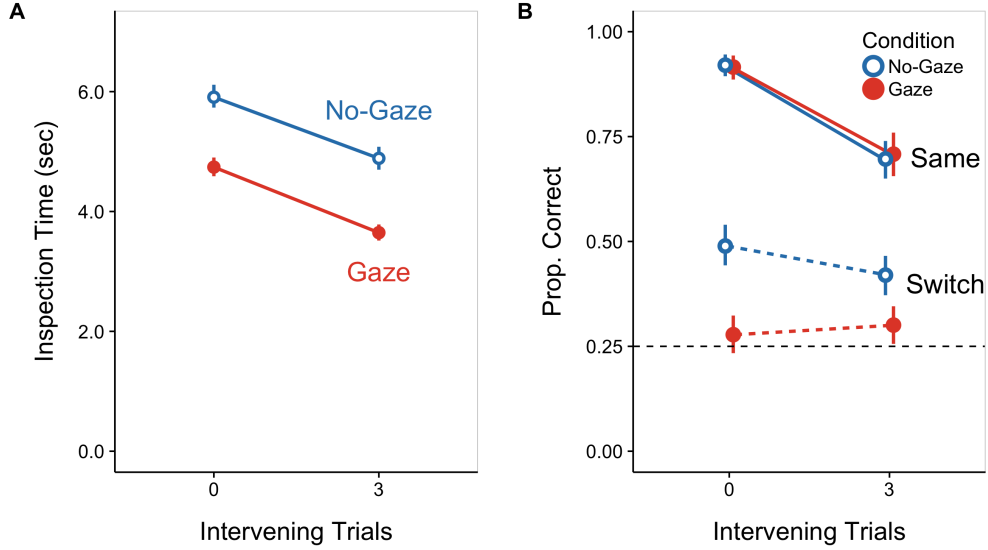 A
Inspection Time (sec)
6.0
4.0
2.0
0.0
No-Gaze
Gaze
0
3
Intervening Trials
B
Prop. Correct
1.00
0.75
0.50
0.25
0.00
Condition
No-Gaze
Gaze
Same
Switch
0
3
Intervening Trials